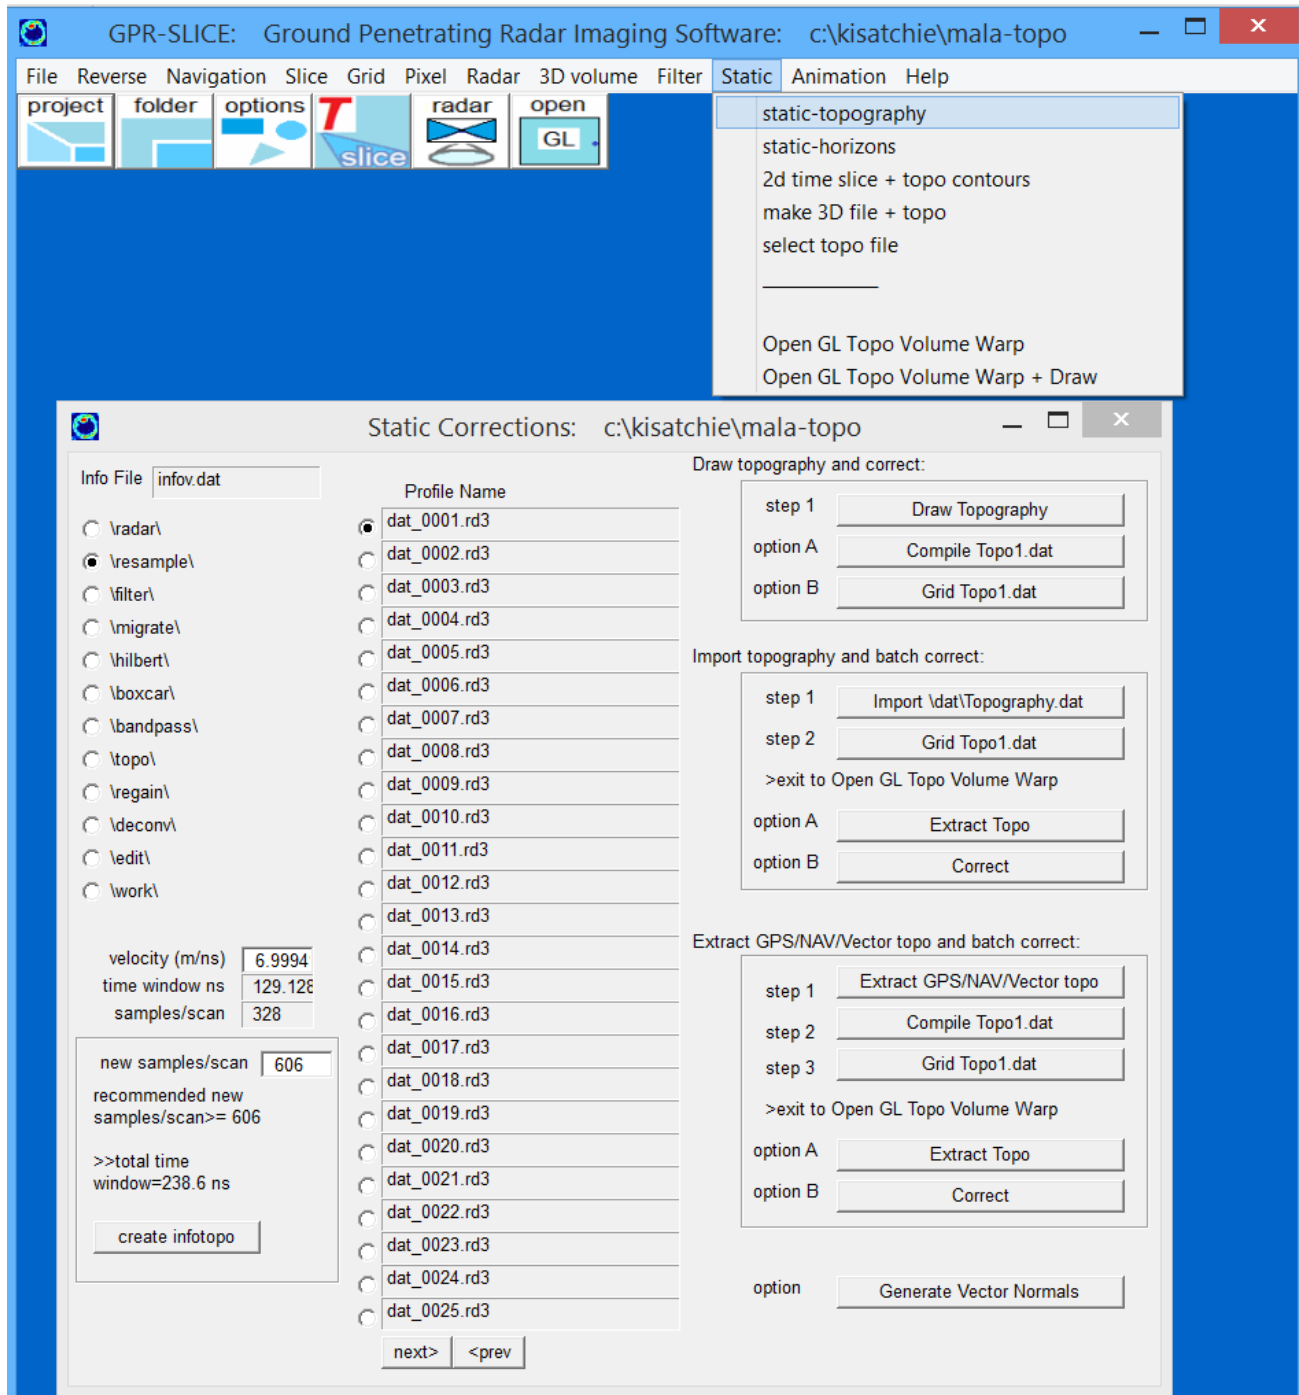 GPR-SLICE: Ground Penetrating Radar Imaging Software: c:\kisatchie\mala-topo
File Reverse Navigation Slice Grid Pixel Radar 3D volume Filter Static Animation Help
project folder options T slice radar open GL
static-topography
static-horizons
2d time slice + topo contours
make 3D file + topo
select topo file
Open GL Topo Volume Warp
Open GL Topo Volume Warp + Draw
Static Corrections: c:\kisatchie\mala-topo
Info File infov.dat
\radar\
\resample\
\filter\
\migrate\
\hilbert\
\boxcar\
\bandpass\
\topo\
\regain\
\deconv\
\edit\
\work\
velocity (m/ns) 6.9994
time window ns 129.128
samples/scan 328
new samples/scan 606
recommended new
samples/scan>= 606
>>total time
window=238.6 ns
create infotopo
Profile Name
dat_0001.rd3
dat_0002.rd3
dat_0003.rd3
dat_0004.rd3
dat_0005.rd3
dat_0006.rd3
dat_0007.rd3
dat_0008.rd3
dat_0009.rd3
dat_0010.rd3
dat_0011.rd3
dat_0012.rd3
dat_0013.rd3
dat_0014.rd3
dat_0015.rd3
dat_0016.rd3
dat_0017.rd3
dat_0018.rd3
dat_0019.rd3
dat_0020.rd3
dat_0021.rd3
dat_0022.rd3
dat_0023.rd3
dat_0024.rd3
dat_0025.rd3
next> <prev
Draw topography and correct:
step 1 Draw Topography
option A Compile Topo1.dat
option B Grid Topo1.dat
Import topography and batch correct:
step 1 Import \dat\Topography.dat
step 2 Grid Topo1.dat
>exit to Open GL Topo Volume Warp
option A Extract Topo
option B Correct
Extract GPS/NAV/Vector topo and batch correct:
step 1 Extract GPS/NAV/Vector topo
step 2 Compile Topo1.dat
step 3 Grid Topo1.dat
>exit to Open GL Topo Volume Warp
option A Extract Topo
option B Correct
option Generate Vector Normals